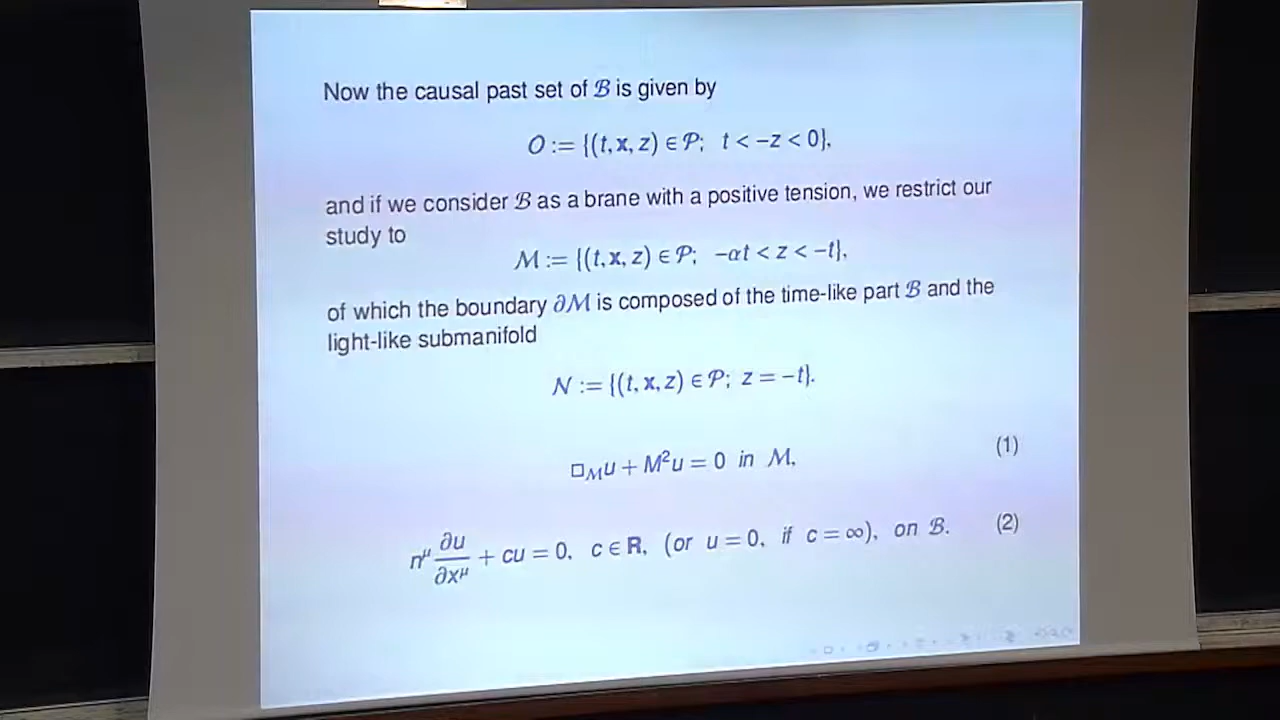 Now the causal past set of ℬ is given by
O := {(t, x, z) ∈ 𝒫; t < −z < 0},
and if we consider ℬ as a brane with a positive tension, we restrict our
study to
ℳ := {(t, x, z) ∈ 𝒫; −αt < z < −t},
of which the boundary ∂ℳ is composed of the time-like part ℬ and the
light-like submanifold
𝒩 := {(t, x, z) ∈ 𝒫; z = −t}.
□_ℳ u + M²u = 0 in ℳ, (1)
n^μ ∂u/∂x^μ + cu = 0, c ∈ R, (or u = 0, if c = ∞), on ℬ. (2)